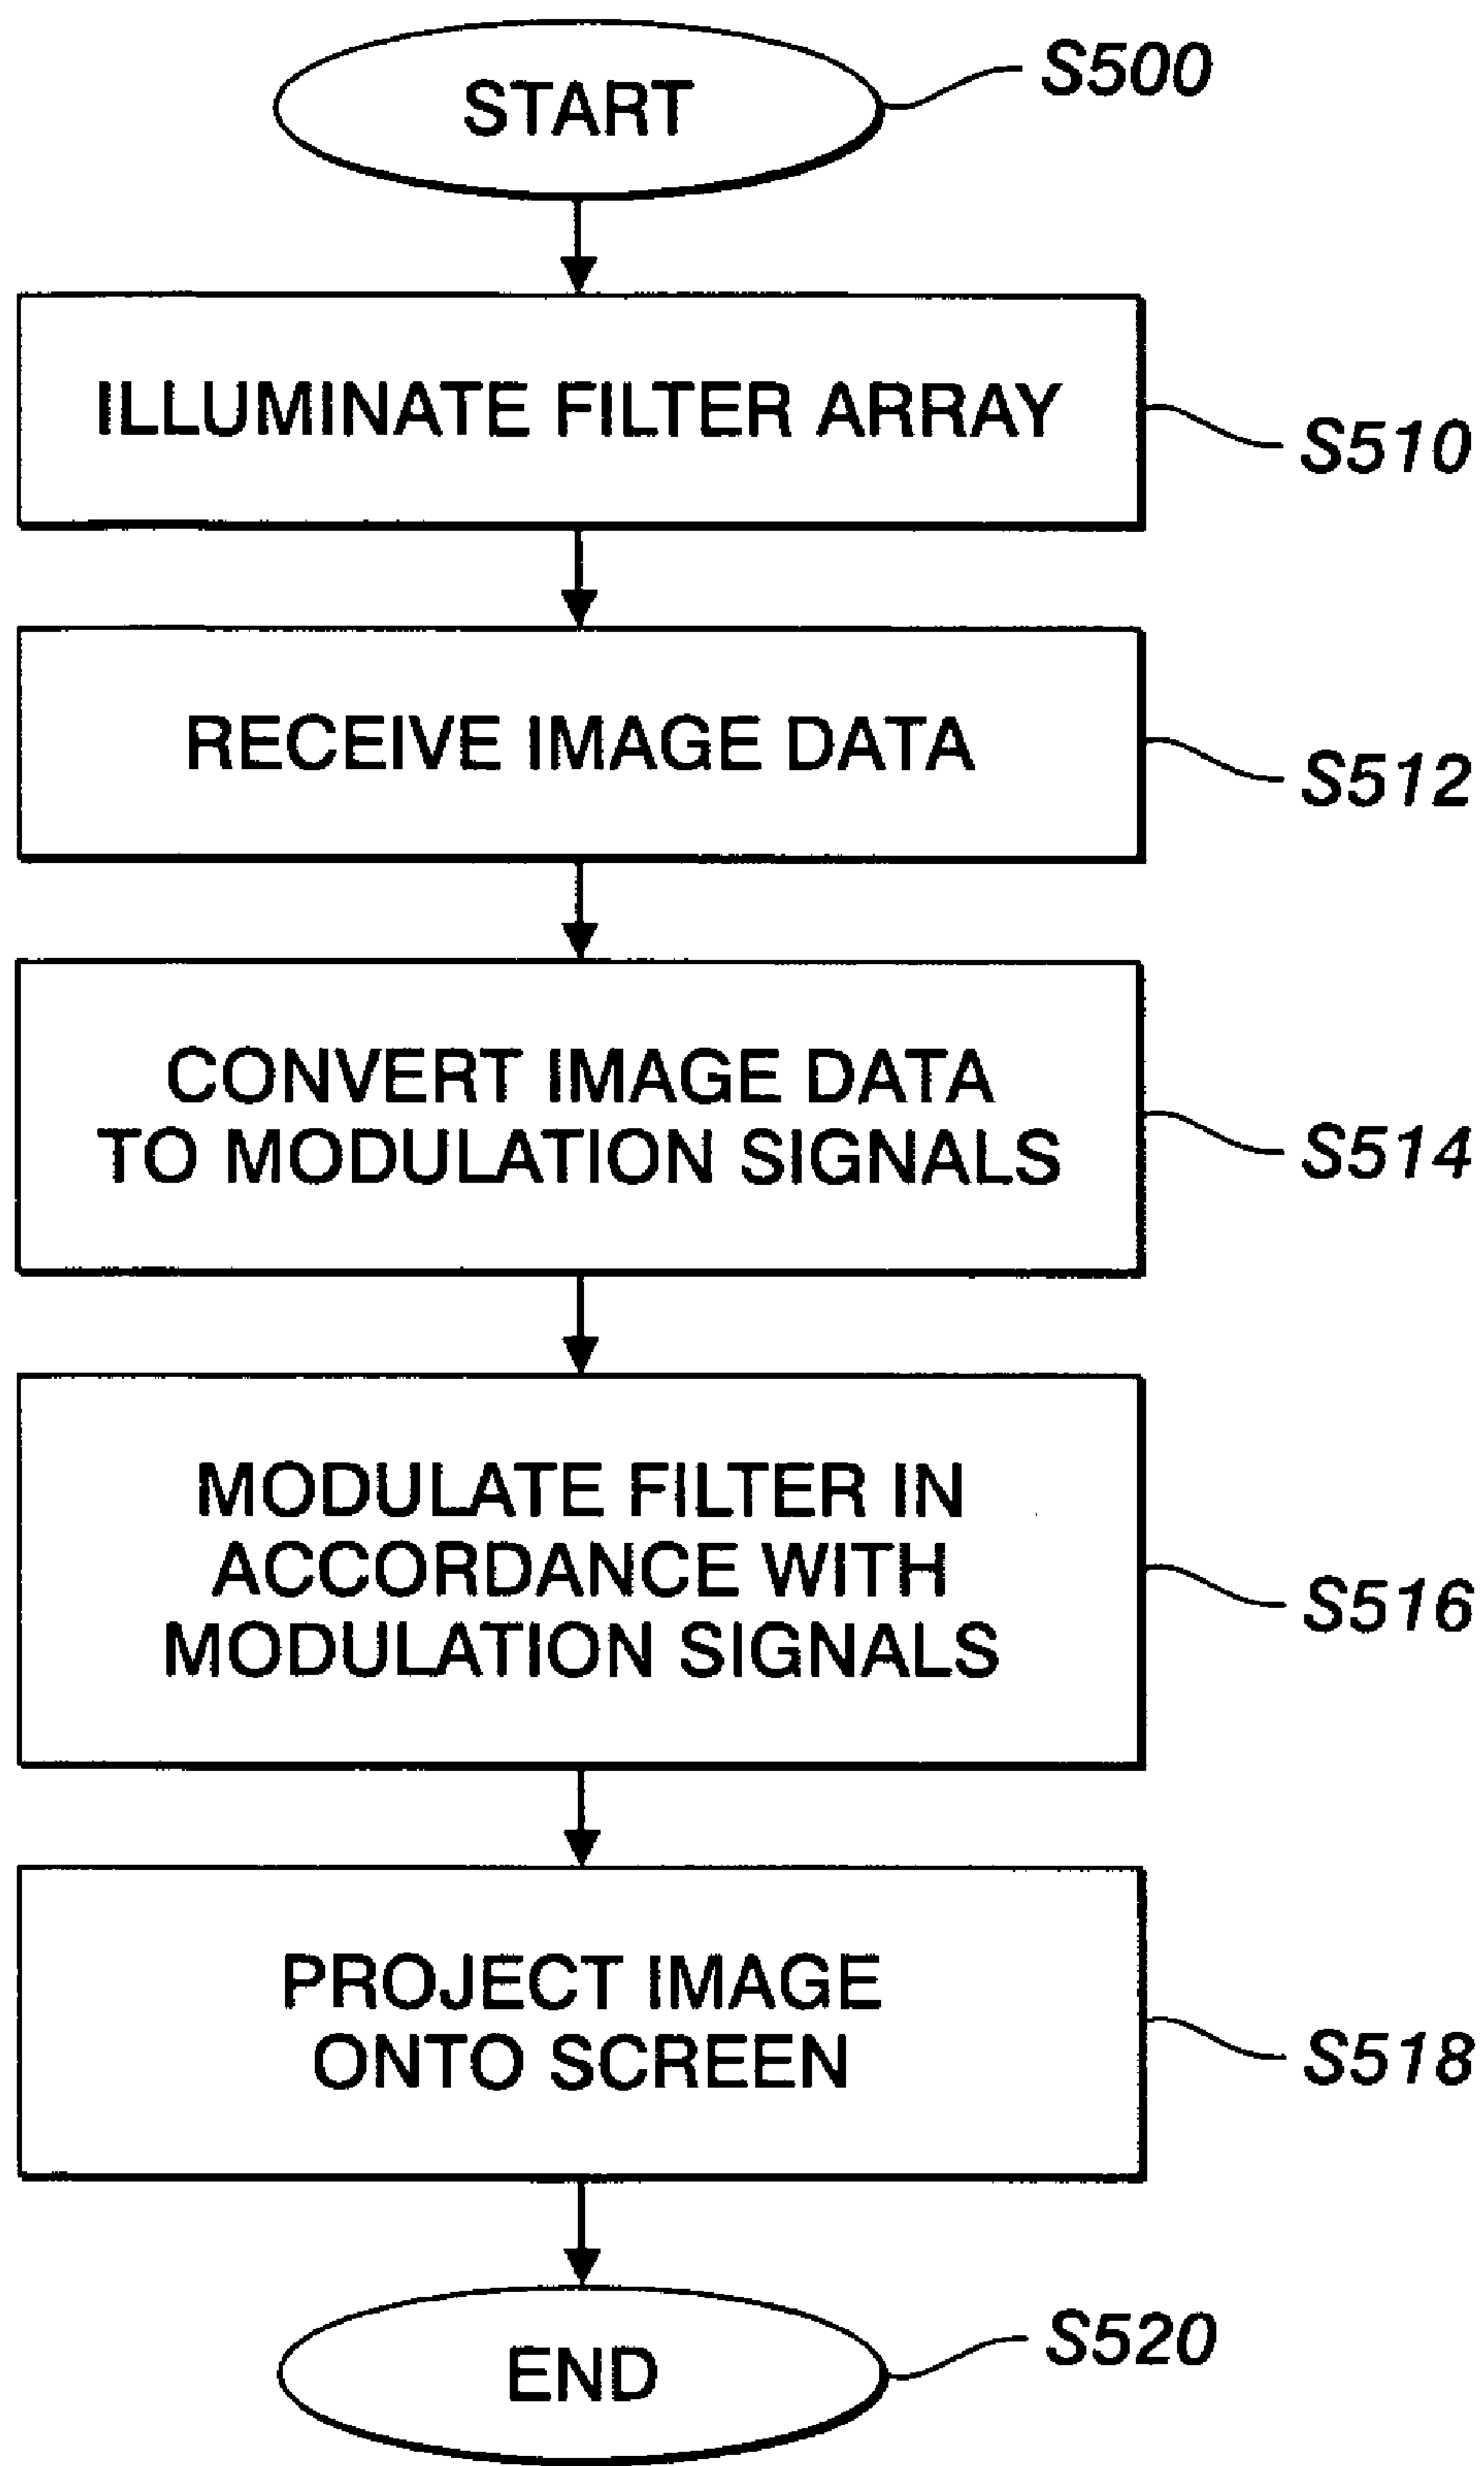 START
S500
ILLUMINATE FILTER ARRAY
S510
RECEIVE IMAGE DATA
S512
CONVERT IMAGE DATA
TO MODULATION SIGNALS
S514
MODULATE FILTER IN
ACCORDANCE WITH
MODULATION SIGNALS
S516
PROJECT IMAGE
ONTO SCREEN
S518
END
S520